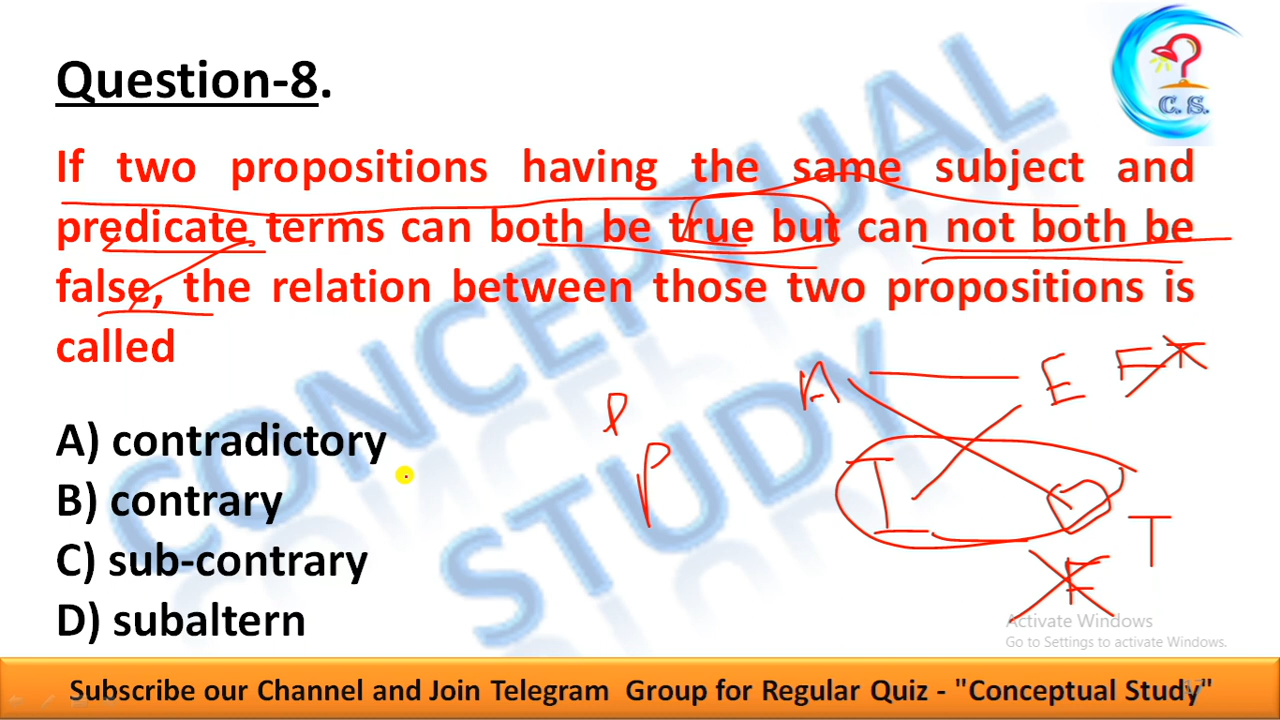 Question-8.
C. S.
If two propositions having the same subject and
predicate terms can both be true but can not both be
false, the relation between those two propositions is
called
A) contradictory
B) contrary
C) sub-contrary
D) subaltern
CONCEPTUAL
STUDY
P
P
A
E
I
O
T
F
Activate Windows
Go to Settings to activate Windows.
Subscribe our Channel and Join Telegram Group for Regular Quiz - "Conceptual Study"